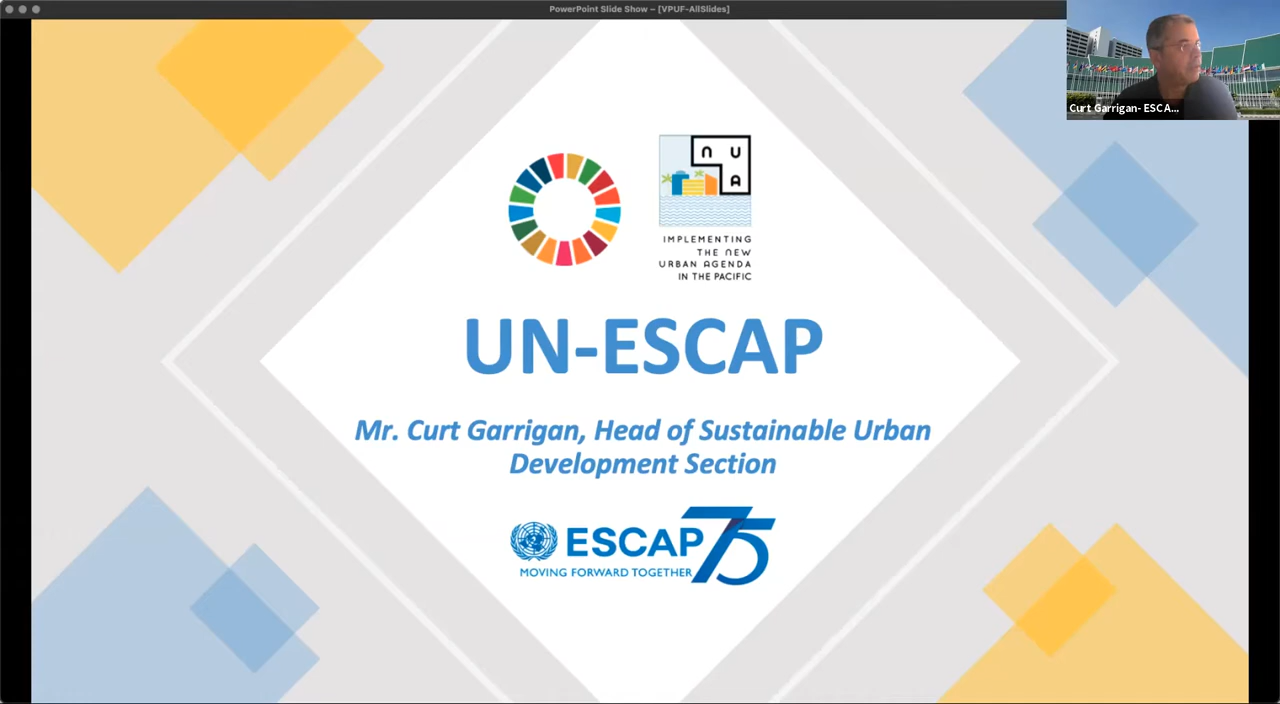 PowerPoint Slide Show – [VPUF-AllSlides]
Curt Garrigan- ESCA...
N U
A
IMPLEMENTING
THE NEW
URBAN AGENDA
IN THE PACIFIC
UN-ESCAP
Mr. Curt Garrigan, Head of Sustainable Urban
Development Section
ESCAP 75
MOVING FORWARD TOGETHER